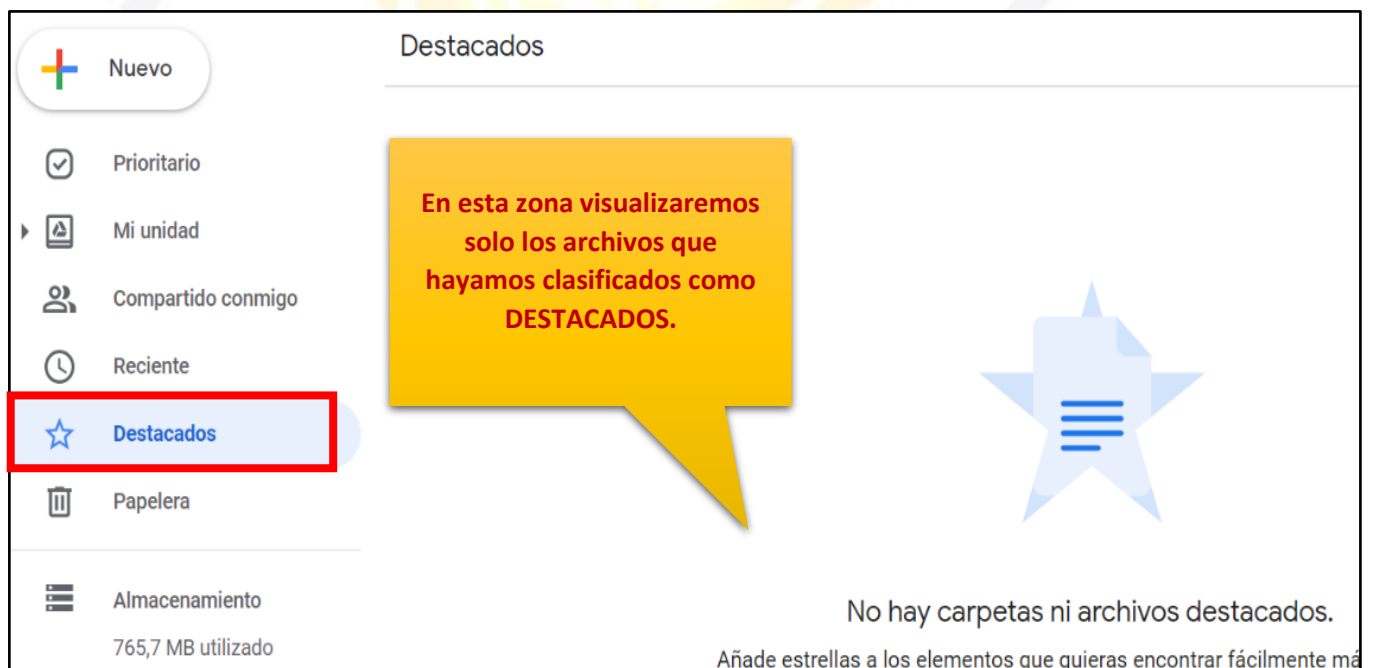 Nuevo
Prioritario
Mi unidad
Compartido conmigo
Reciente
Destacados
Papelera
Almacenamiento
765,7 MB utilizado
Destacados
En esta zona visualizaremos
solo los archivos que
hayamos clasificados como
DESTACADOS.
No hay carpetas ni archivos destacados.
Añade estrellas a los elementos que quieras encontrar fácilmente